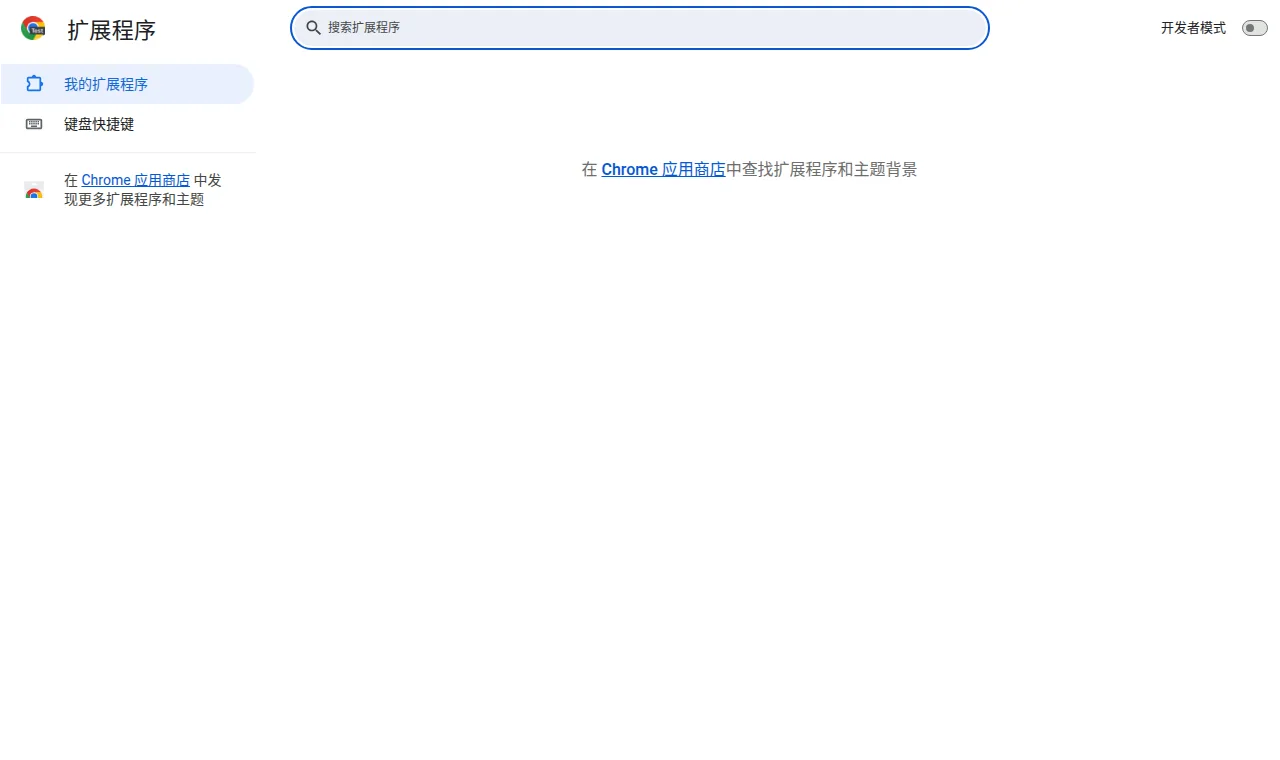 扩展程序
搜索扩展程序
开发者模式
我的扩展程序
键盘快捷键
在 Chrome 应用商店 中发
现更多扩展程序和主题
在 Chrome 应用商店中查找扩展程序和主题背景
Test